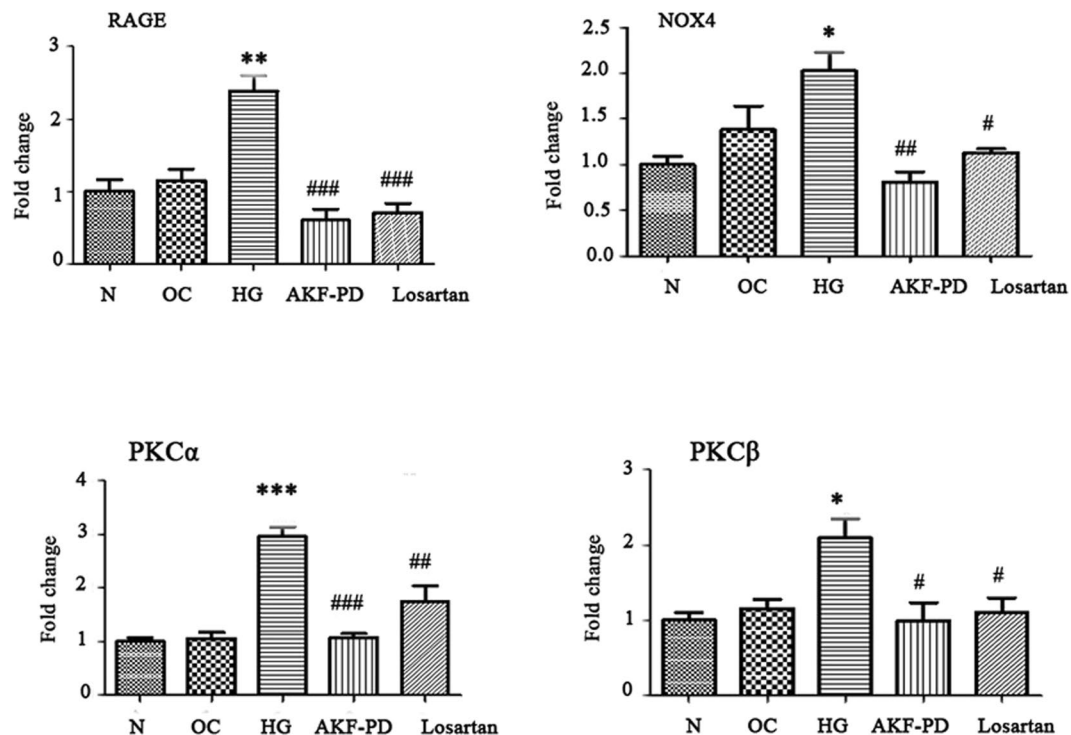 RAGE
3
2
1
0
Fold change
**
###
###
N OC HG AKF-PD Losartan
NOX4
2.5
2.0
1.5
1.0
0.5
0.0
Fold change
*
##
#
N OC HG AKF-PD Losartan
PKCα
4
3
2
1
0
Fold change
***
###
##
N OC HG AKF-PD Losartan
PKCβ
3
2
1
0
Fold change
*
#
#
N OC HG AKF-PD Losartan